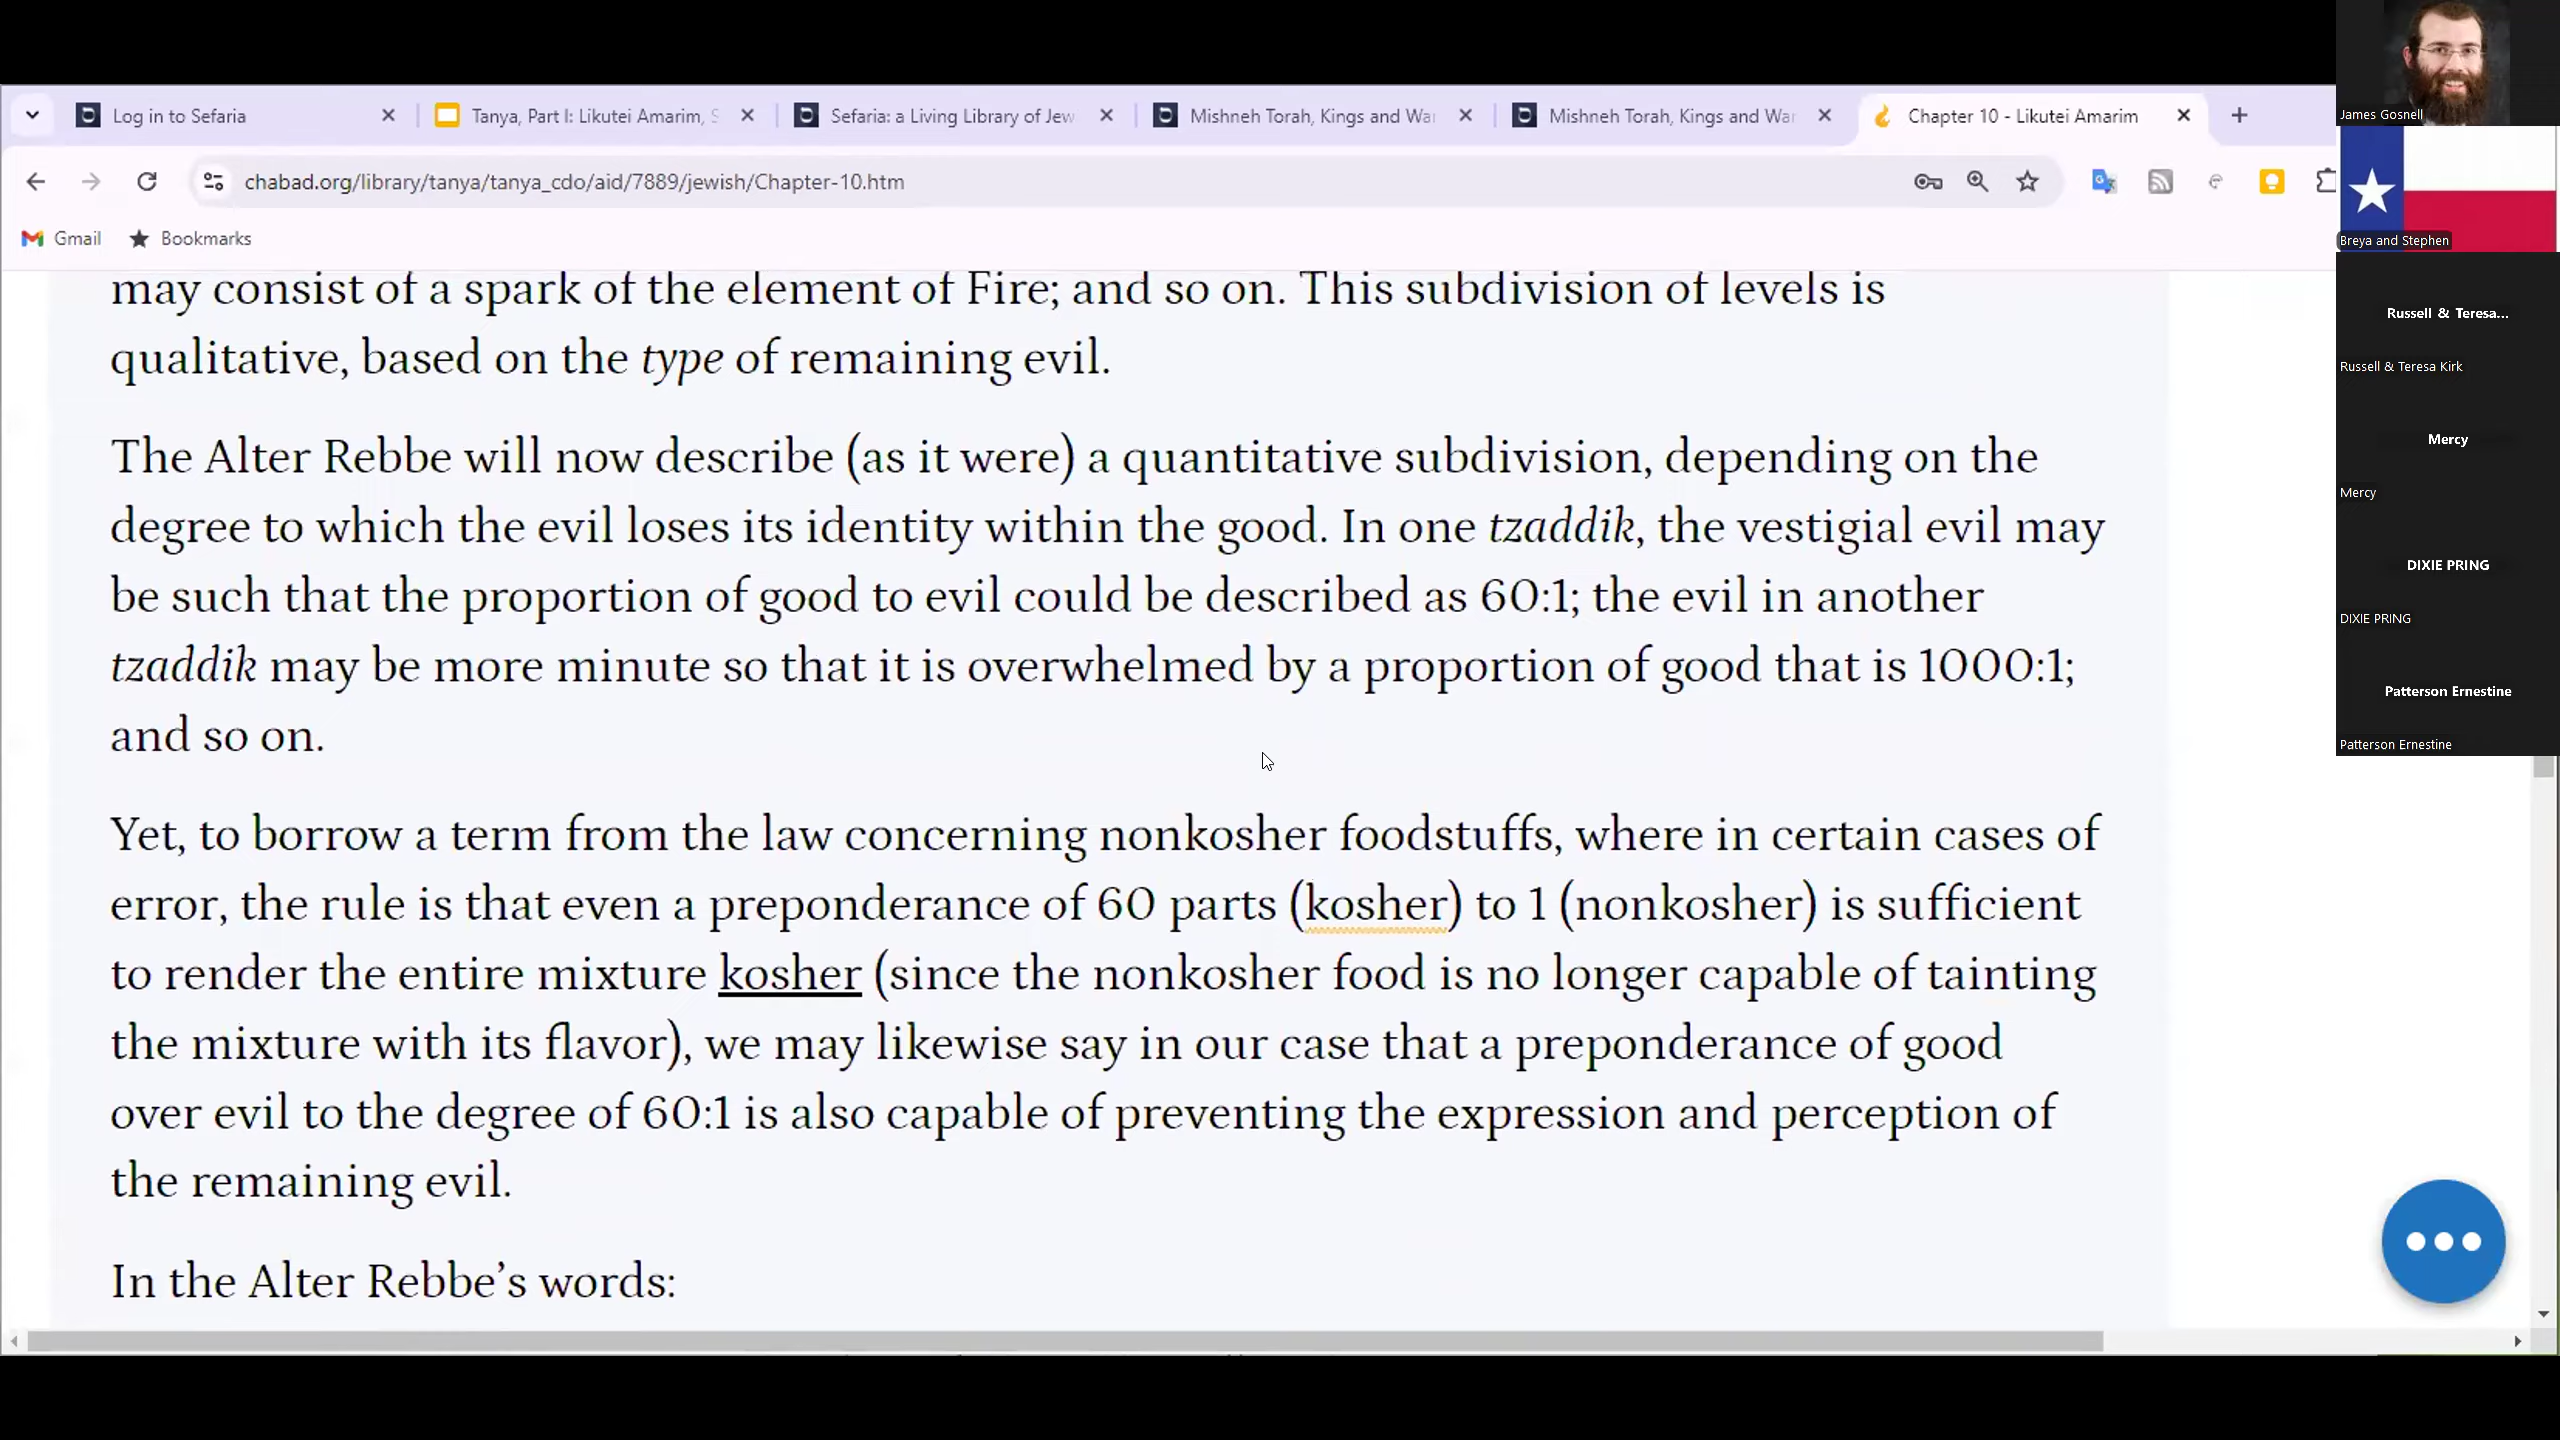 Log in to Sefaria
Tanya, Part I: Likutei Amarim, S
Sefaria: a Living Library of Jew
Mishneh Torah, Kings and War
Mishneh Torah, Kings and War
Chapter 10 - Likutei Amarim
chabad.org/library/tanya/tanya_cdo/aid/7889/jewish/Chapter-10.htm
Gmail
Bookmarks
may consist of a spark of the element of Fire; and so on. This subdivision of levels is
qualitative, based on the type of remaining evil.
The Alter Rebbe will now describe (as it were) a quantitative subdivision, depending on the
degree to which the evil loses its identity within the good. In one tzaddik, the vestigial evil may
be such that the proportion of good to evil could be described as 60:1; the evil in another
tzaddik may be more minute so that it is overwhelmed by a proportion of good that is 1000:1;
and so on.
Yet, to borrow a term from the law concerning nonkosher foodstuffs, where in certain cases of
error, the rule is that even a preponderance of 60 parts (kosher) to 1 (nonkosher) is sufficient
to render the entire mixture kosher (since the nonkosher food is no longer capable of tainting
the mixture with its flavor), we may likewise say in our case that a preponderance of good
over evil to the degree of 60:1 is also capable of preventing the expression and perception of
the remaining evil.
In the Alter Rebbe’s words:
James Gosnell
Breya and Stephen
Russell & Teresa...
Russell & Teresa Kirk
Mercy
Mercy
DIXIE PRING
DIXIE PRING
Patterson Ernestine
Patterson Ernestine